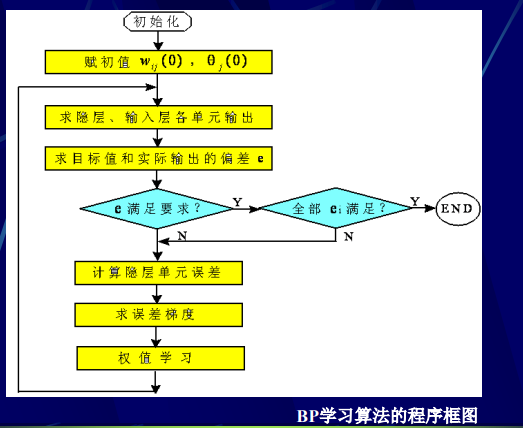 初始化
赋初值 wij(0)，θj(0)
求隐层、输入层各单元输出
求目标值和实际输出的偏差 e
e 满足要求？
Y
全部 ei 满足？
Y
END
N
N
计算隐层单元误差
求误差梯度
权值学习
BP学习算法的程序框图